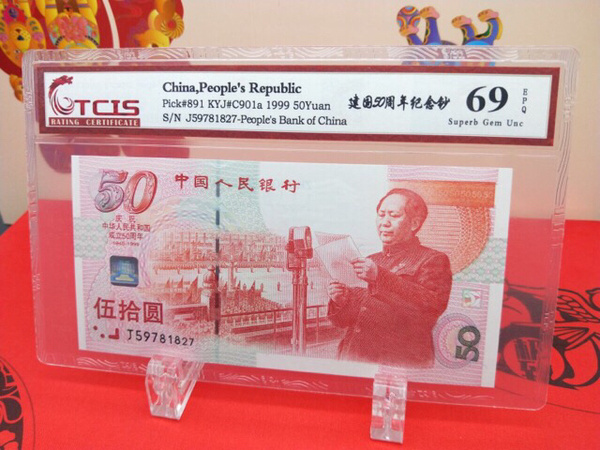 TCIS
RATING CERTIFICATE
China,People's Republic
Pick#891 KYJ#C901a 1999 50Yuan
S/N J59781827-People's Bank of China
建国50周年纪念钞
69
EPQ
Superb Gem Unc
50
中国人民银行
庆祝
中华人民共和国
成立50周年
伍拾圆
J59781827
50